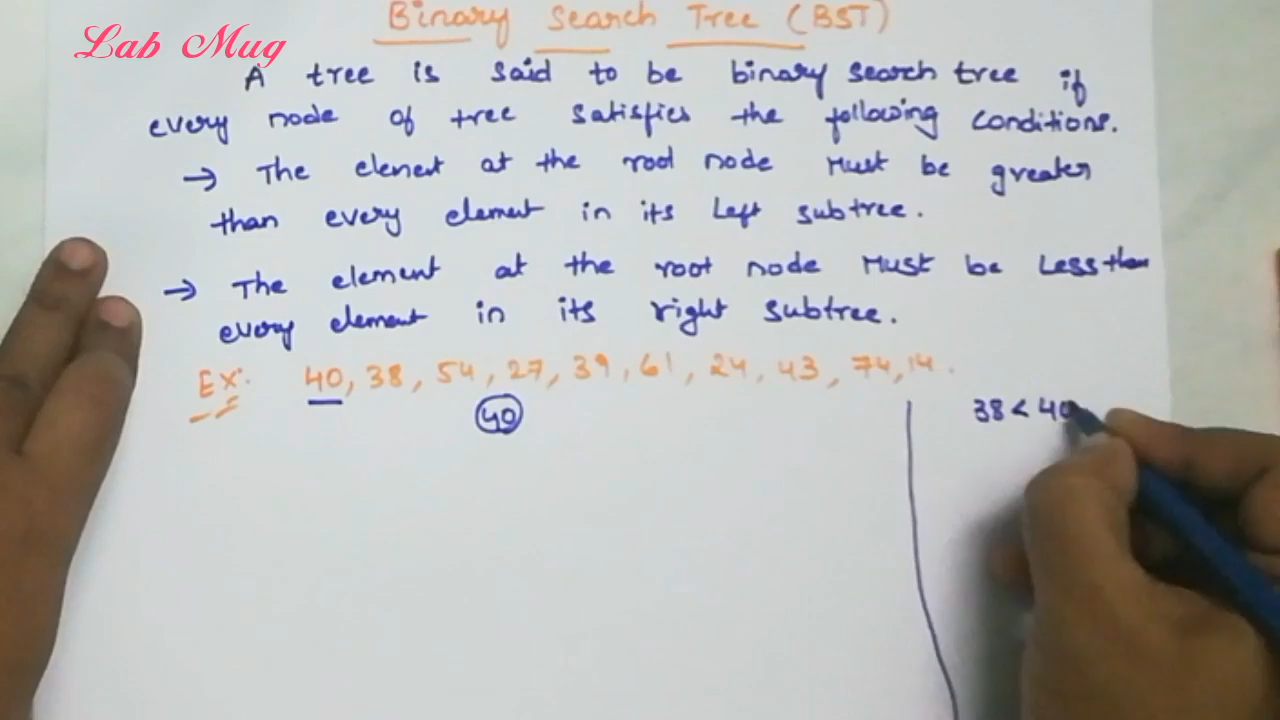 Binary Search Tree (BST)
Lab Mug
A tree is said to be binary search tree if
every node of tree satisfies the following conditions.
→ The elenent at the root node Must be greater
than every element in its Left subtree.
→ The element at the root node Must be Less than
every element in its right subtree.
EX:- 40, 38, 54, 27, 39, 61, 24, 43, 74, 14.
40
38 < 40